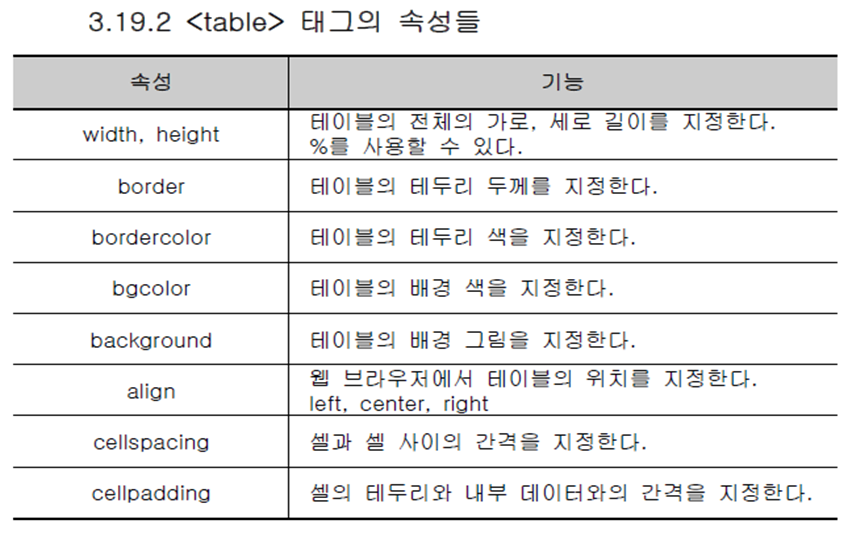 3.19.2 <table> 태그의 속성들
속성 기능
width, height 테이블의 전체의 가로, 세로 길이를 지정한다.
%를 사용할 수 있다.
border 테이블의 테두리 두께를 지정한다.
bordercolor 테이블의 테두리 색을 지정한다.
bgcolor 테이블의 배경 색을 지정한다.
background 테이블의 배경 그림을 지정한다.
align 웹 브라우저에서 테이블의 위치를 지정한다.
left, center, right
cellspacing 셀과 셀 사이의 간격을 지정한다.
cellpadding 셀의 테두리와 내부 데이터와의 간격을 지정한다.